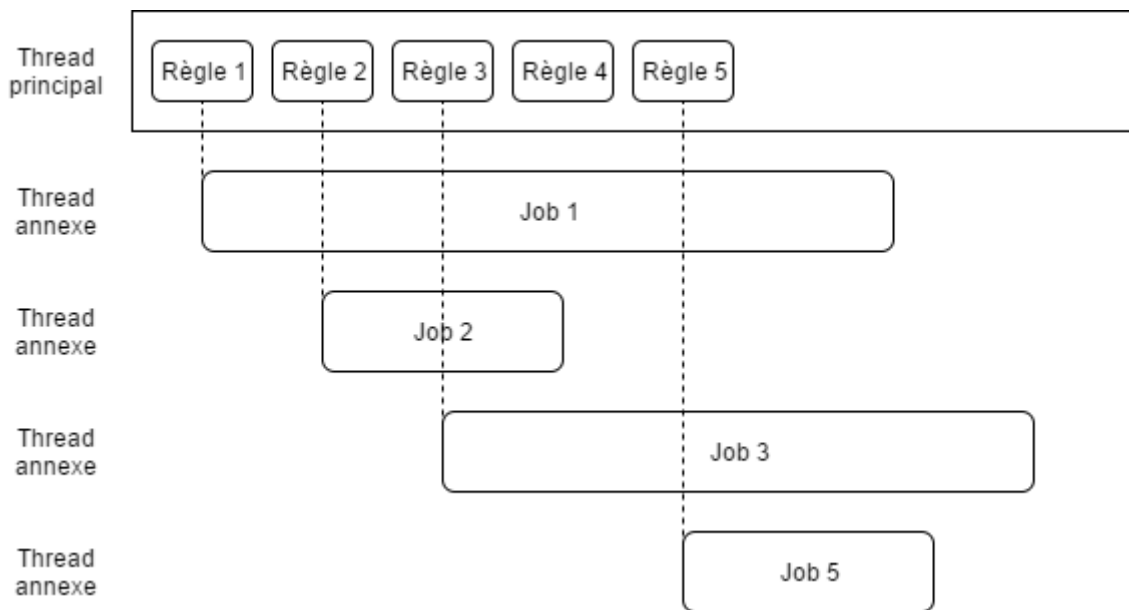 Thread
principal
Règle 1 Règle 2 Règle 3 Règle 4 Règle 5
Thread
annexe
Job 1
Thread
annexe
Job 2
Thread
annexe
Job 3
Thread
annexe
Job 5